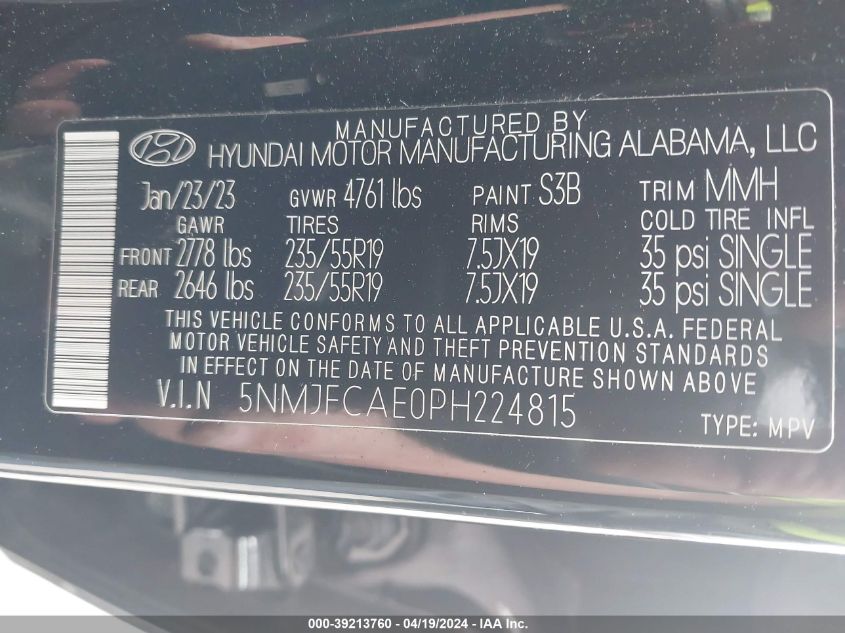 MANUFACTURED BY
HYUNDAI MOTOR MANUFACTURING ALABAMA, LLC
Jan/23/23 GVWR 4761 lbs PAINT S3B TRIM MMH
GAWR TIRES RIMS COLD TIRE INFL
FRONT 2778 lbs 235/55R19 7.5JX19 35 psi SINGLE
REAR 2646 lbs 235/55R19 7.5JX19 35 psi SINGLE
THIS VEHICLE CONFORMS TO ALL APPLICABLE U.S.A. FEDERAL
MOTOR VEHICLE SAFETY AND THEFT PREVENTION STANDARDS
IN EFFECT ON THE DATE OF MANUFACTURE SHOWN ABOVE
V.I.N 5NMJFCAE0PH224815
TYPE: MPV
000-39213760 - 04/19/2024 - IAA Inc.